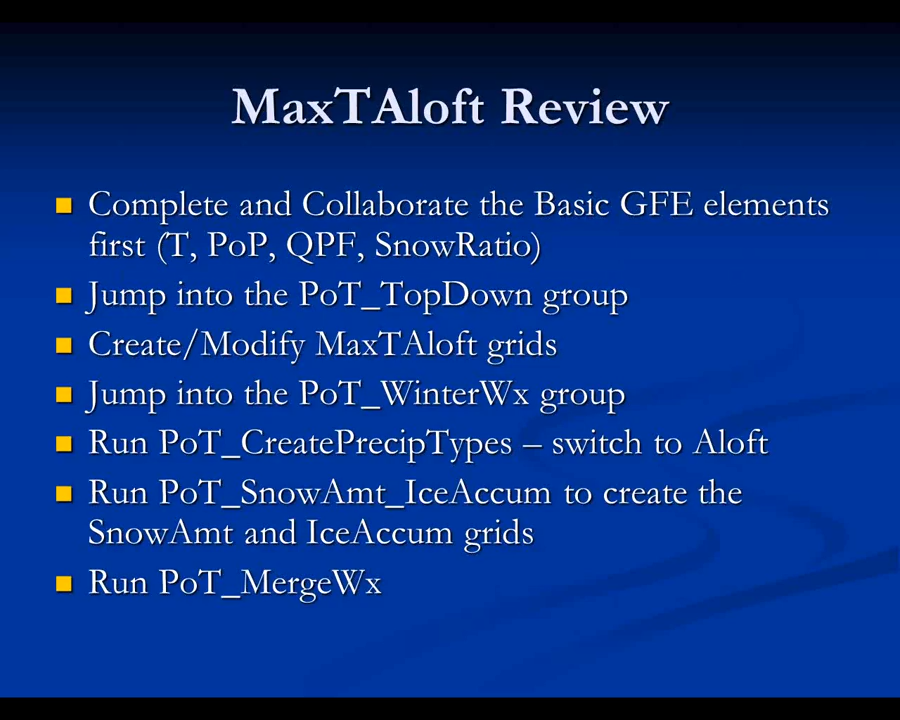 MaxTAloft Review
Complete and Collaborate the Basic GFE elements
first (T, PoP, QPF, SnowRatio)
Jump into the PoT_TopDown group
Create/Modify MaxTAloft grids
Jump into the PoT_WinterWx group
Run PoT_CreatePrecipTypes – switch to Aloft
Run PoT_SnowAmt_IceAccum to create the
SnowAmt and IceAccum grids
Run PoT_MergeWx